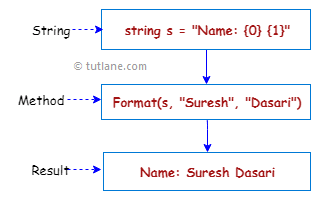 String
string s = "Name: {0} {1}"
© tutlane.com
Method
Format(s, "Suresh", "Dasari")
Result
Name: Suresh Dasari